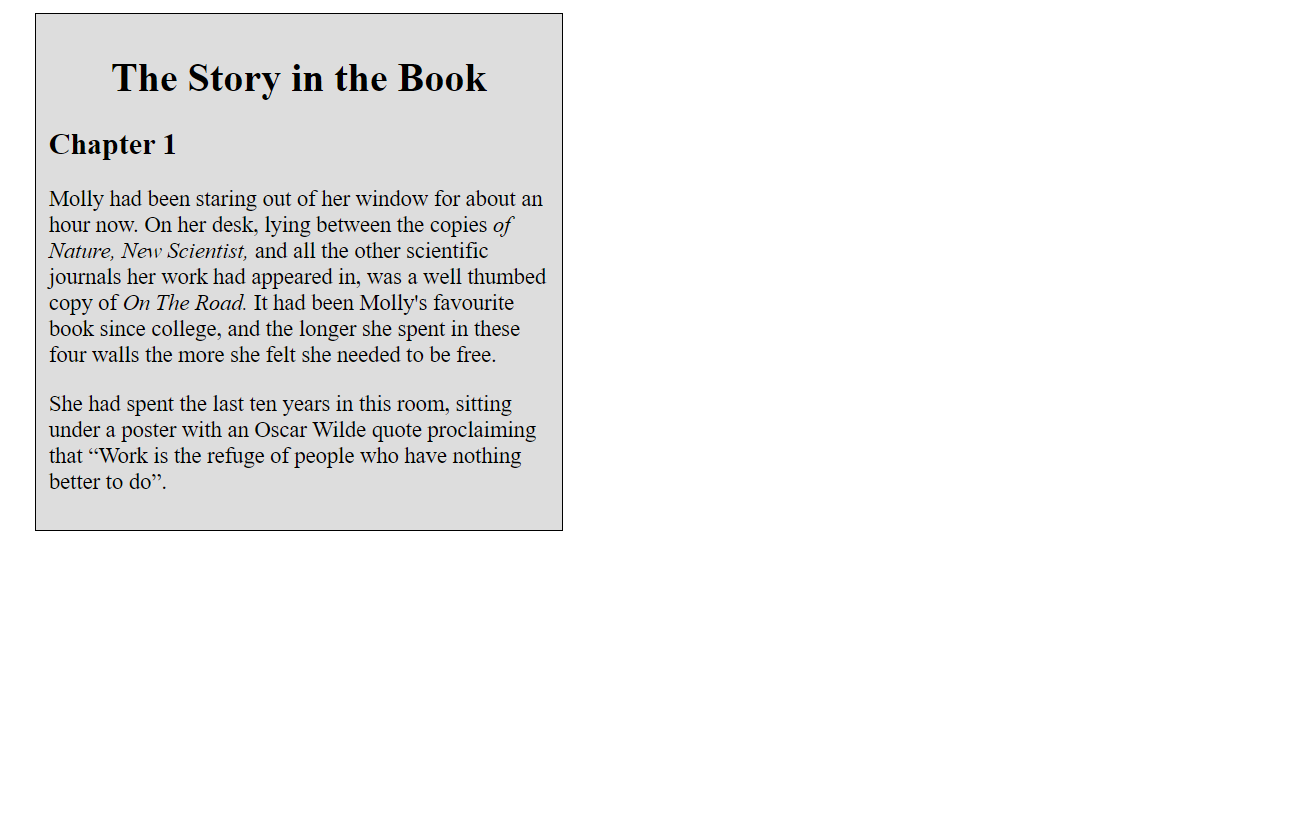 The Story in the Book
Chapter 1
Molly had been staring out of her window for about an
hour now. On her desk, lying between the copies of
Nature, New Scientist, and all the other scientific
journals her work had appeared in, was a well thumbed
copy of On The Road. It had been Molly's favourite
book since college, and the longer she spent in these
four walls the more she felt she needed to be free.
She had spent the last ten years in this room, sitting
under a poster with an Oscar Wilde quote proclaiming
that “Work is the refuge of people who have nothing
better to do”.